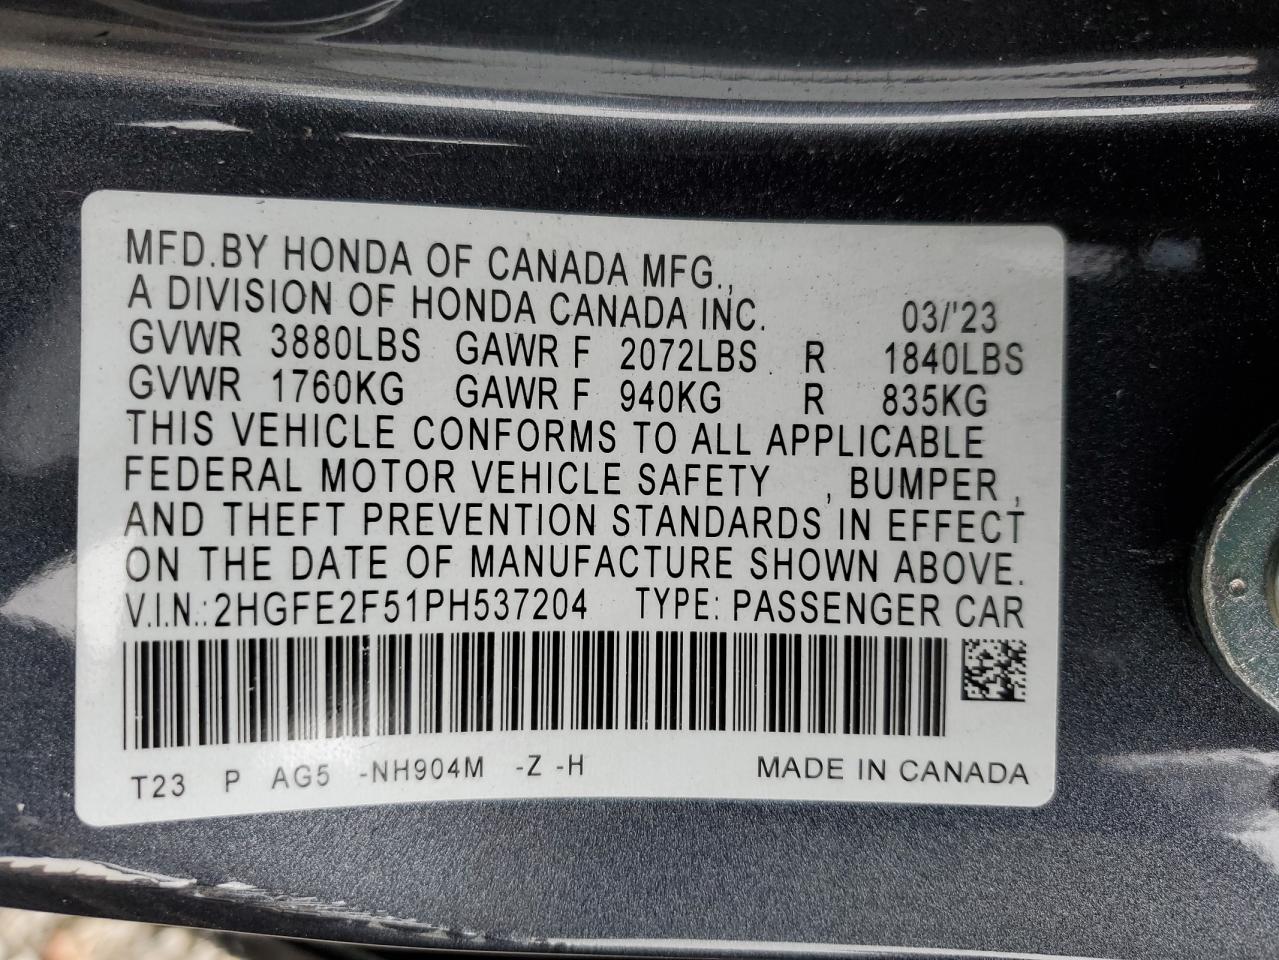 MFD.BY HONDA OF CANADA MFG.,
A DIVISION OF HONDA CANADA INC. 03/'23
GVWR 3880LBS GAWR F 2072LBS R 1840LBS
GVWR 1760KG GAWR F 940KG R 835KG
THIS VEHICLE CONFORMS TO ALL APPLICABLE
FEDERAL MOTOR VEHICLE SAFETY , BUMPER ,
AND THEFT PREVENTION STANDARDS IN EFFECT
ON THE DATE OF MANUFACTURE SHOWN ABOVE.
V.I.N.: 2HGFE2F51PH537204 TYPE: PASSENGER CAR
T23 P AG5 -NH904M -Z -H MADE IN CANADA